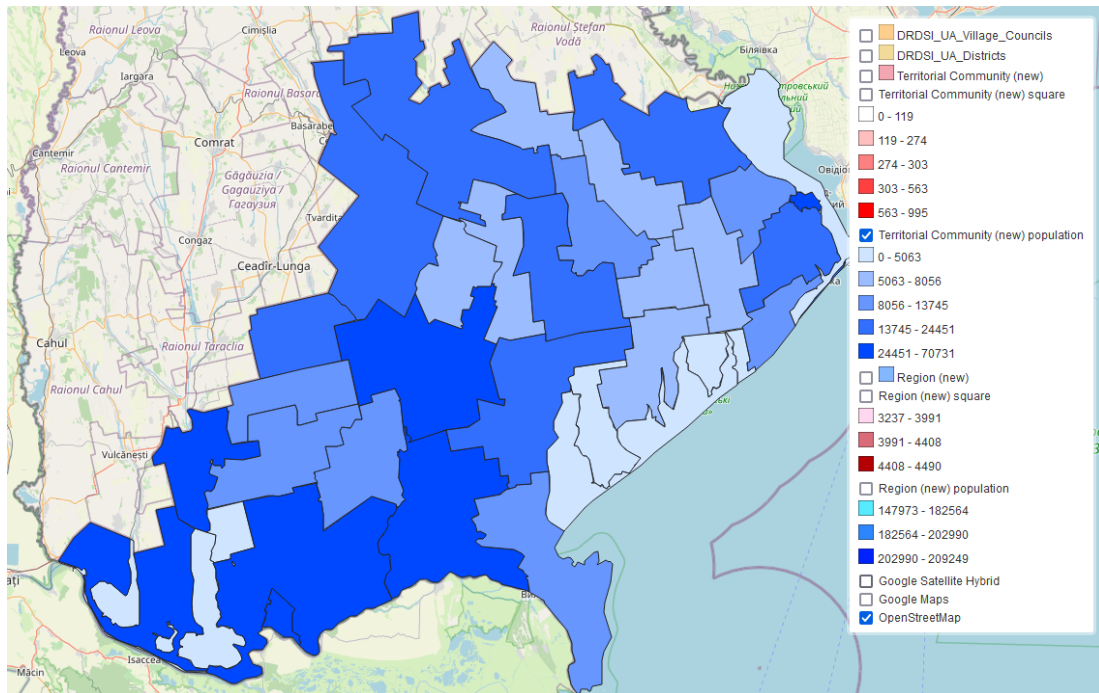 Raionul Leova
Cimișlia
Raionul Ștefan
Vodă
Leova
Біляївка
Iargara
Raionul Basara
Basarabe
Cantemir
Comrat
Raionul Cantemir
Găgăuzia /
Gagauziya /
Гагаузия
Tvardița
Овідіо
Congaz
Ceadîr-Lunga
Cahul
Raionul Taraclia
Raionul Cahul
Vulcănești
ați
Isaccea
Măcin
DRDSI_UA_Village_Councils
DRDSI_UA_Districts
Territorial Community (new)
Territorial Community (new) square
0 - 119
119 - 274
274 - 303
303 - 563
563 - 995
Territorial Community (new) population
0 - 5063
5063 - 8056
8056 - 13745
13745 - 24451
24451 - 70731
Region (new)
Region (new) square
3237 - 3991
3991 - 4408
4408 - 4490
Region (new) population
147973 - 182564
182564 - 202990
202990 - 209249
Google Satellite Hybrid
Google Maps
OpenStreetMap